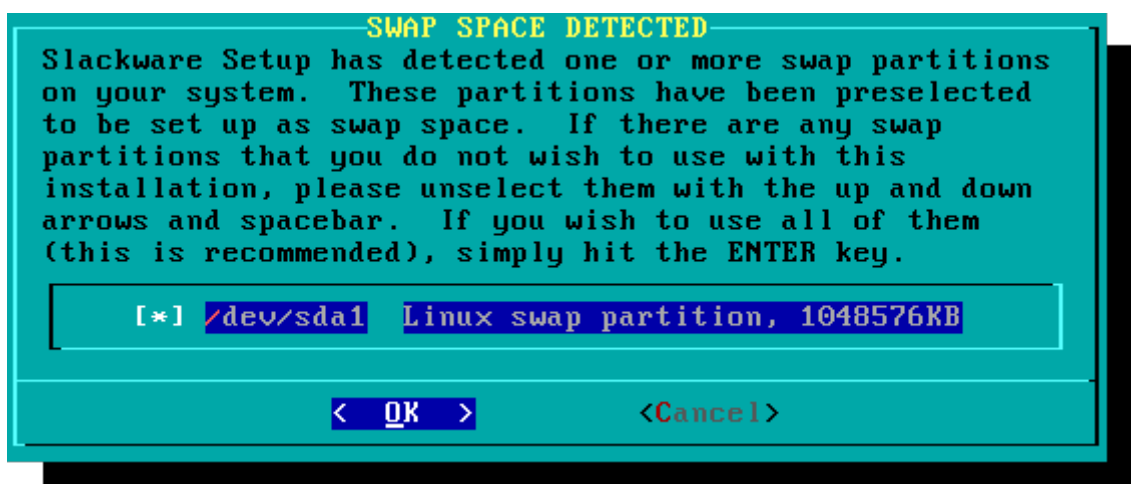 SWAP SPACE DETECTED
Slackware Setup has detected one or more swap partitions
on your system.  These partitions have been preselected
to be set up as swap space.  If there are any swap
partitions that you do not wish to use with this
installation, please unselect them with the up and down
arrows and spacebar.  If you wish to use all of them
(this is recommended), simply hit the ENTER key.
[*] /dev/sda1  Linux swap partition, 1048576KB
<  OK  >          <Cancel>